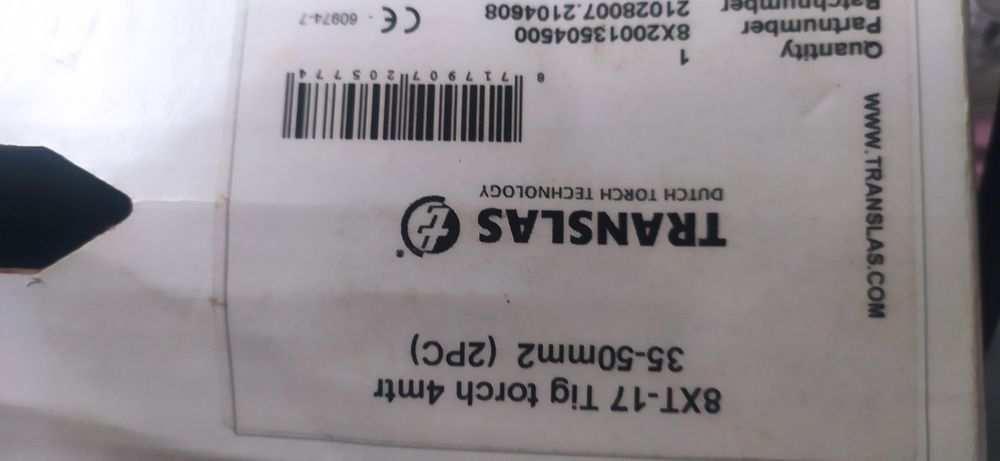 8XT-17 Tig torch 4mtr
35-50mm2 (2PC)
TRANSLAS
DUTCH TORCH TECHNOLOGY
WWW.TRANSLAS.COM
8 717907 205774
Quantity 1
Partnumber 8X20013504500
Batchnumber 21028007.2104608
CE - 60974-7